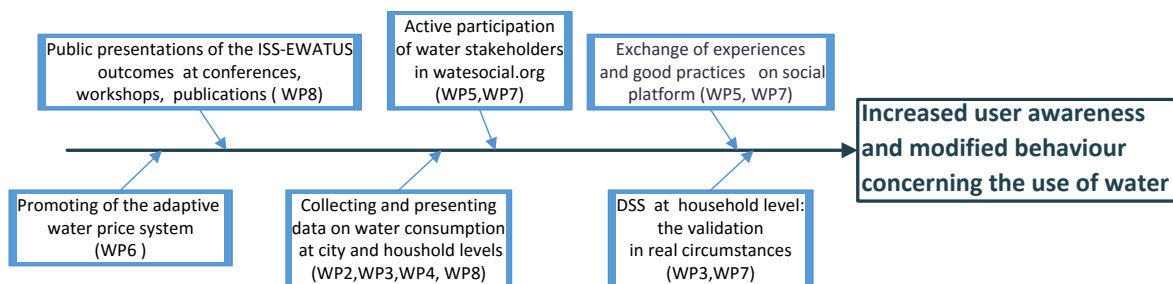 Public presentations of the ISS-EWATUS
outcomes at conferences,
workshops, publications ( WP8)
Active participation
of water stakeholders
in watesocial.org
(WP5,WP7)
Exchange of experiences
and good practices on social
platform (WP5, WP7)
Increased user awareness
and modified behaviour
concerning the use of water
Promoting of the adaptive
water price system
(WP6 )
Collecting and presenting
data on water consumption
at city and houshold levels
(WP2,WP3,WP4, WP8)
DSS at household level:
the validation
in real circumstances
(WP3,WP7)